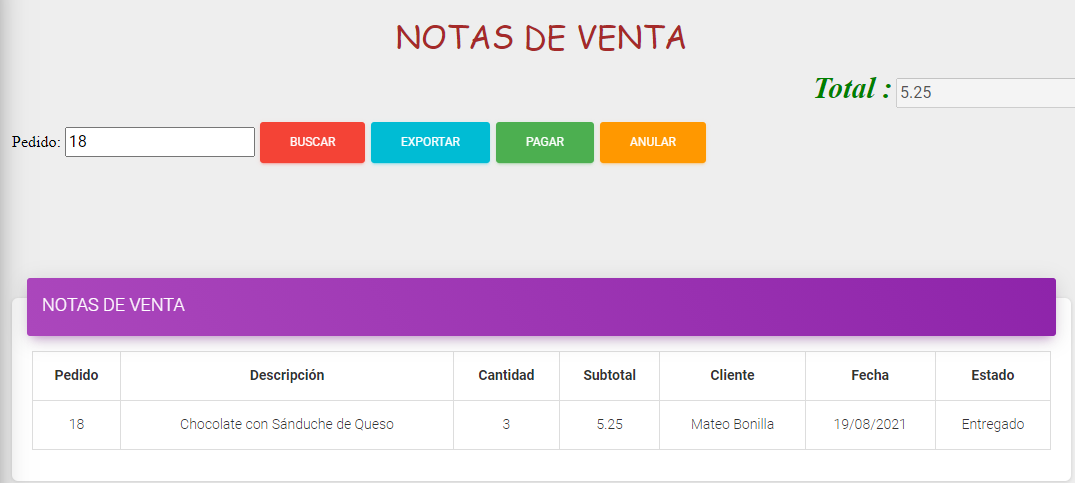 NOTAS DE VENTA
Total : 5.25
Pedido: 18 BUSCAR EXPORTAR PAGAR ANULAR
NOTAS DE VENTA
Pedido Descripción Cantidad Subtotal Cliente Fecha Estado
18 Chocolate con Sánduche de Queso 3 5.25 Mateo Bonilla 19/08/2021 Entregado